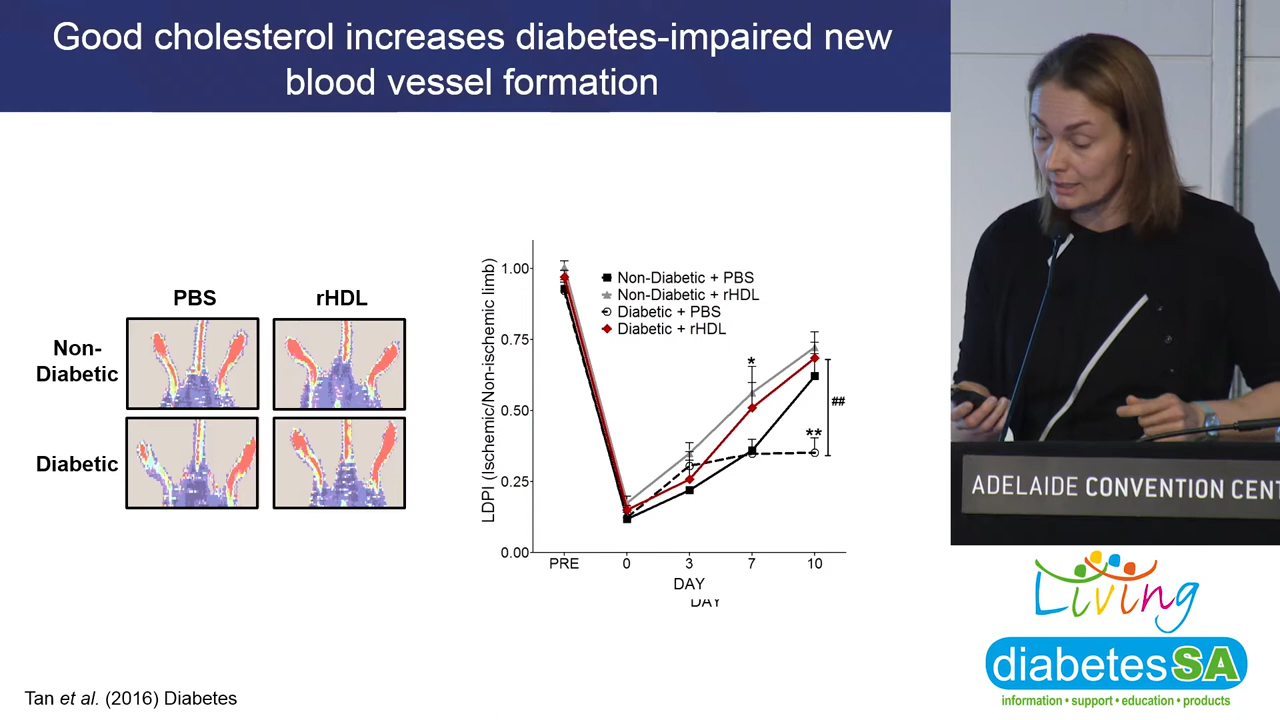 Good cholesterol increases diabetes-impaired new
blood vessel formation
PBS
rHDL
Non-
Diabetic
Diabetic
LDPI (Ischemic/Non-ischemic limb)
1.00
0.75
0.50
0.25
0.00
Non-Diabetic + PBS
Non-Diabetic + rHDL
Diabetic + PBS
Diabetic + rHDL
*
**
##
PRE
0
3
7
10
DAY
DAY
Tan et al. (2016) Diabetes
ADELAIDE CONVENTION CENT
Living
diabetesSA
information • support • education • products